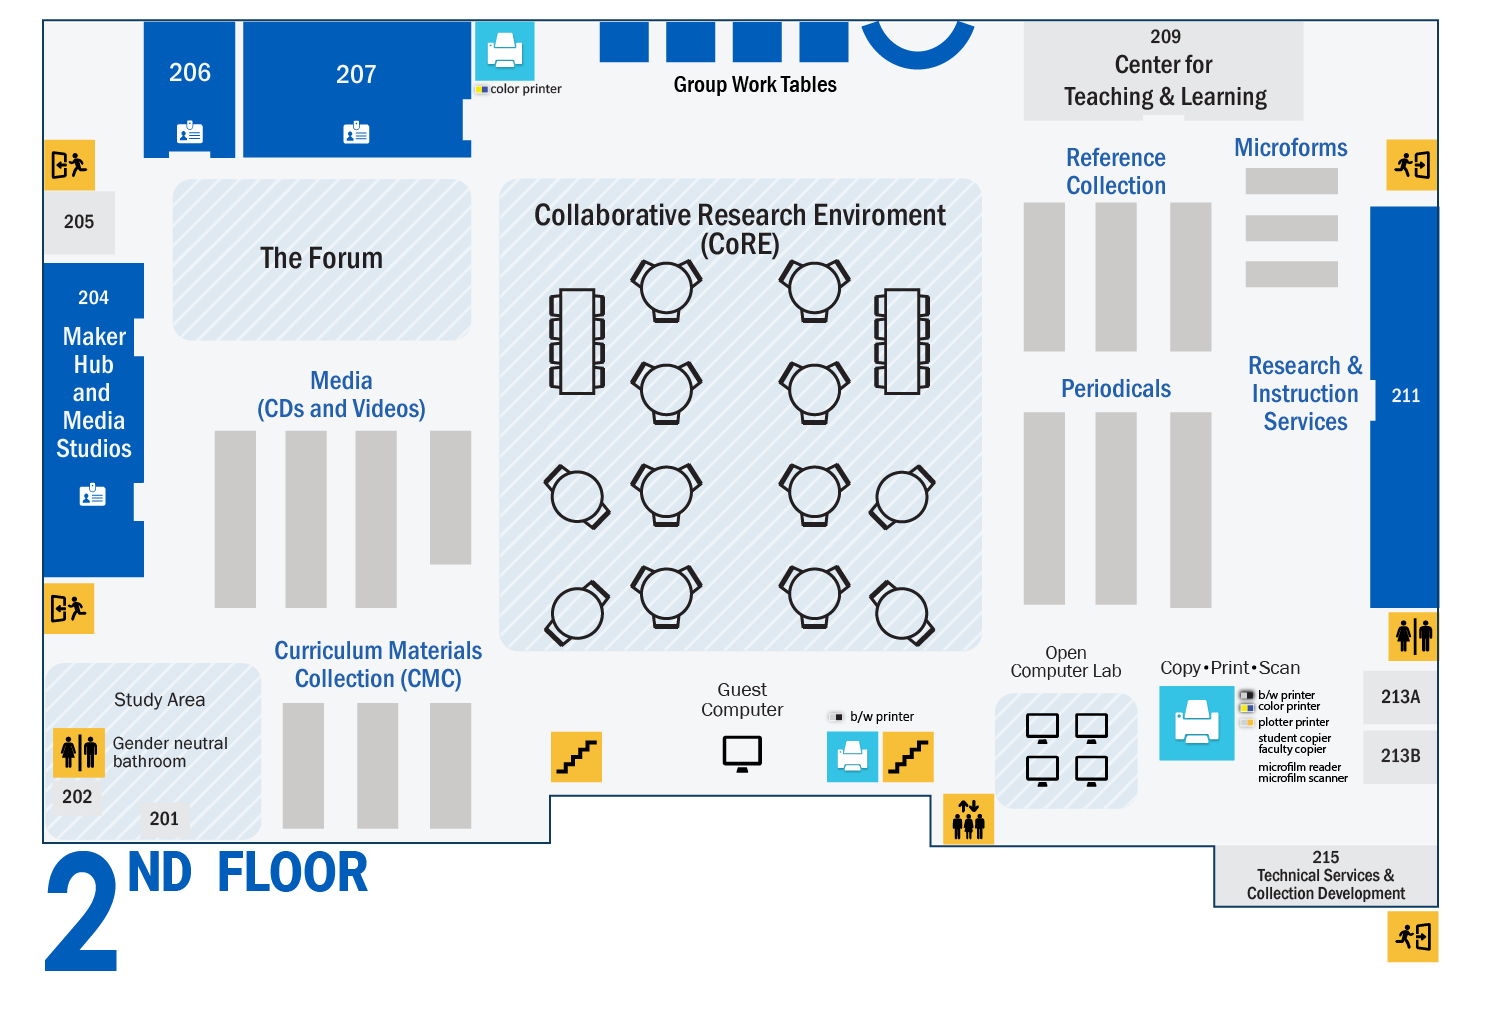 206
207
color printer
Group Work Tables
209
Center for
Teaching & Learning
Reference
Collection
Microforms
205
The Forum
Collaborative Research Enviroment
(CoRE)
204
Maker
Hub
and
Media
Studios
Media
(CDs and Videos)
Periodicals
Research &
Instruction
Services
211
Curriculum Materials
Collection (CMC)
Study Area
Gender neutral
bathroom
202
201
Guest
Computer
b/w printer
Open
Computer Lab
Copy•Print•Scan
b/w printer
color printer
plotter printer
student copier
faculty copier
microfilm reader
microfilm scanner
213A
213B
215
Technical Services &
Collection Development
2ND FLOOR